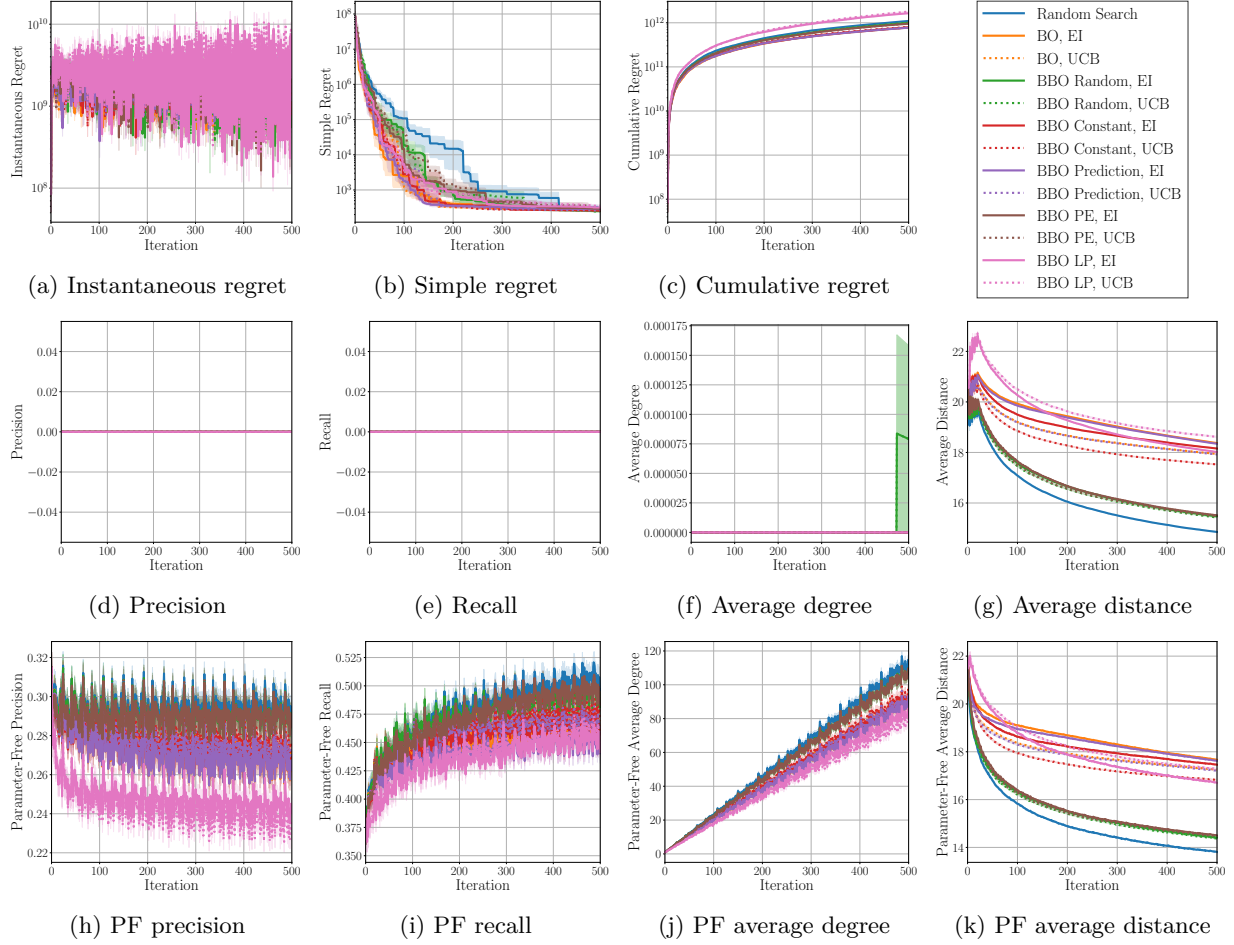 Instantaneous Regret
10^10
10^9
10^8
0 100 200 300 400 500
Iteration
(a) Instantaneous regret
Simple Regret
10^8
10^7
10^6
10^5
10^4
10^3
0 100 200 300 400 500
Iteration
(b) Simple regret
Cumulative Regret
10^12
10^11
10^10
10^9
10^8
0 100 200 300 400 500
Iteration
(c) Cumulative regret
Random Search
BO, EI
BO, UCB
BBO Random, EI
BBO Random, UCB
BBO Constant, EI
BBO Constant, UCB
BBO Prediction, EI
BBO Prediction, UCB
BBO PE, EI
BBO PE, UCB
BBO LP, EI
BBO LP, UCB
Precision
0.04
0.02
0.00
−0.02
−0.04
0 100 200 300 400 500
Iteration
(d) Precision
Recall
0.04
0.02
0.00
−0.02
−0.04
0 100 200 300 400 500
Iteration
(e) Recall
Average Degree
0.000175
0.000150
0.000125
0.000100
0.000075
0.000050
0.000025
0.000000
0 100 200 300 400 500
Iteration
(f) Average degree
Average Distance
22
20
18
16
0 100 200 300 400 500
Iteration
(g) Average distance
Parameter-Free Precision
0.32
0.30
0.28
0.26
0.24
0.22
0 100 200 300 400 500
Iteration
(h) PF precision
Parameter-Free Recall
0.525
0.500
0.475
0.450
0.425
0.400
0.375
0.350
0 100 200 300 400 500
Iteration
(i) PF recall
Parameter-Free Average Degree
120
100
80
60
40
20
0
0 100 200 300 400 500
Iteration
(j) PF average degree
Parameter-Free Average Distance
22
20
18
16
14
0 100 200 300 400 500
Iteration
(k) PF average distance